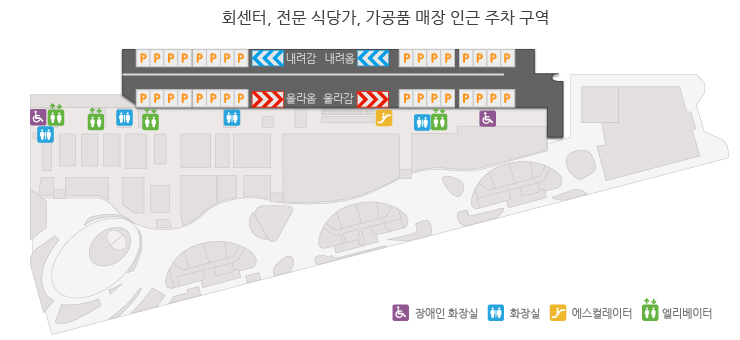 회센터, 전문 식당가, 가공품 매장 인근 주차 구역
P P P P P P P P 내려감 내려옴 P P P P P P P P
P P P P P P P P 올라옴 올라감 P P P P P P P P
장애인 화장실 화장실 에스컬레이터 엘리베이터